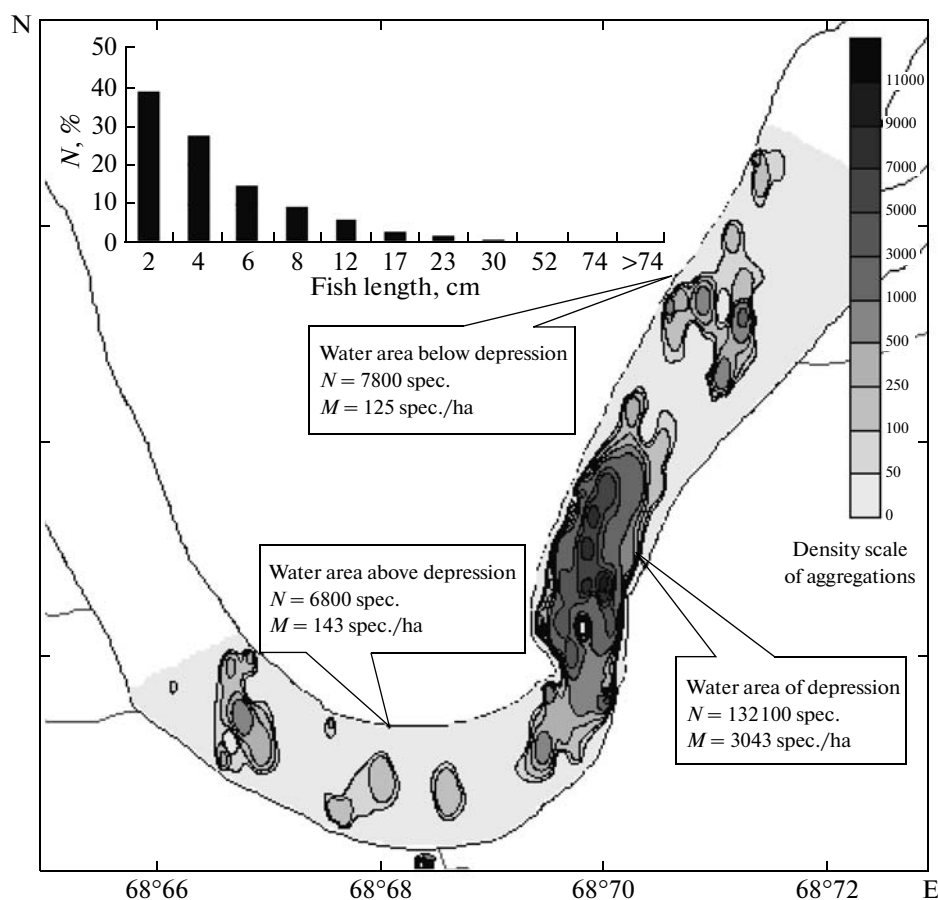 N
50
40
30
20
10
0
N, %
2 4 6 8 12 17 23 30 52 74 >74
Fish length, cm
11000
9000
7000
5000
3000
1000
500
250
100
50
0
Density scale
of aggregations
Water area below depression
N = 7800 spec.
M = 125 spec./ha
Water area above depression
N = 6800 spec.
M = 143 spec./ha
Water area of depression
N = 132100 spec.
M = 3043 spec./ha
68°66 68°68 68°70 68°72 E